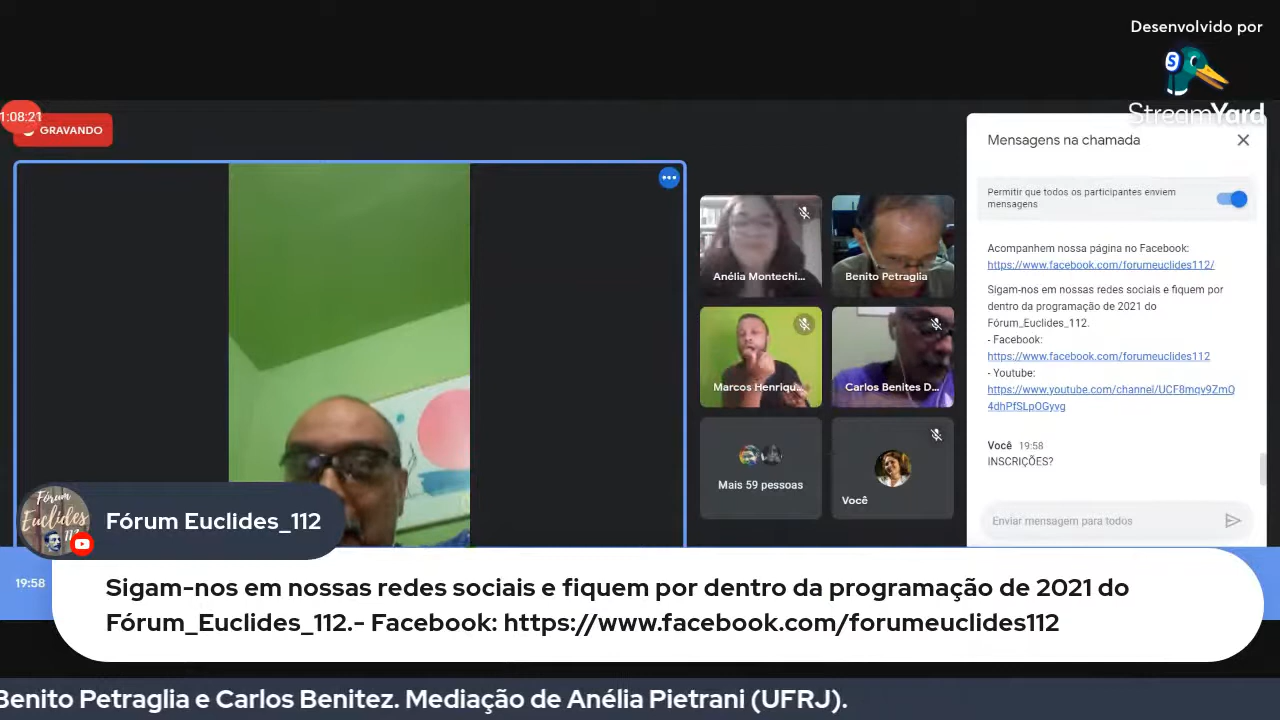 Desenvolvido por
StreamYard
1:08:21
GRAVANDO
Anélia Montechi...
Benito Petraglia
Marcos Henriqu...
Carlos Benites D...
Mais 59 pessoas
Você
Mensagens na chamada
Permitir que todos os participantes enviem
mensagens
Acompanhem nossa página no Facebook:
https://www.facebook.com/forumeuclides112/
Sigam-nos em nossas redes sociais e fiquem por
dentro da programação de 2021 do
Fórum_Euclides_112.
- Facebook:
https://www.facebook.com/forumeuclides112
- Youtube:
https://www.youtube.com/channel/UCF8mqv9ZmQ
4dhPfSLpOGyvg
Você 19:58
INSCRIÇÕES?
Enviar mensagem para todos
Fórum
Euclides
112
Fórum Euclides_112
19:58
Sigam-nos em nossas redes sociais e fiquem por dentro da programação de 2021 do
Fórum_Euclides_112.- Facebook: https://www.facebook.com/forumeuclides112
Benito Petraglia e Carlos Benitez. Mediação de Anélia Pietrani (UFRJ).